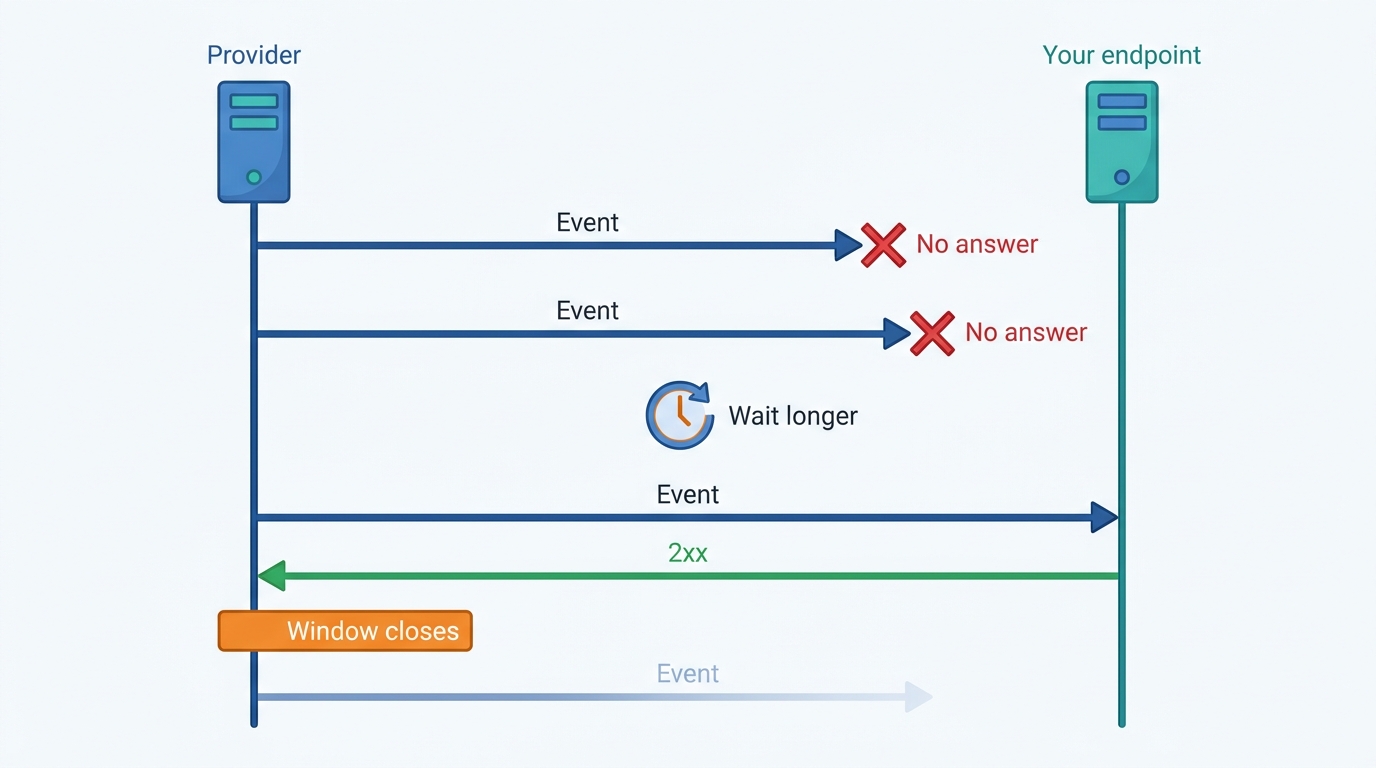 Provider
Your endpoint
Event
No answer
Event
No answer
Wait longer
Event
2xx
Window closes
Event